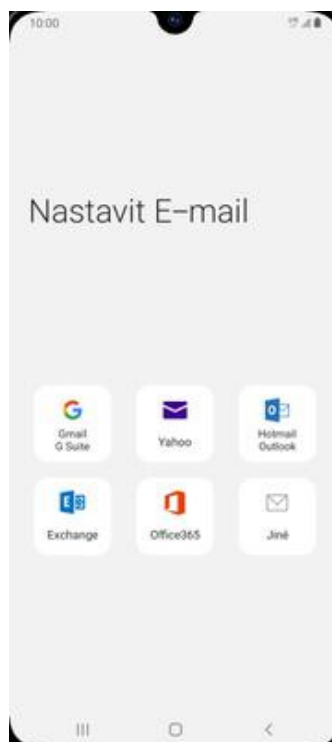 10:00
Nastavit E-mail
Gmail
G Suite
Yahoo
Hotmail
Outlook
Exchange
Office365
Jiné